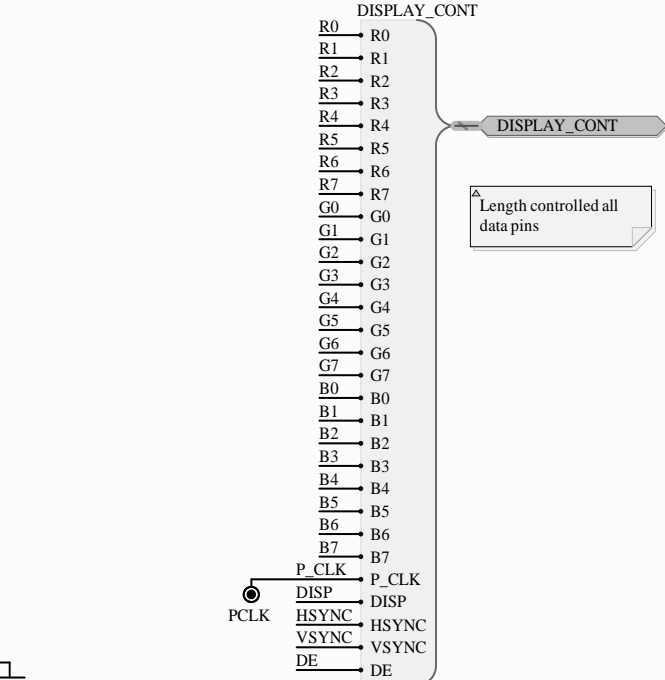 DISPLAY_CONT
R0 R0
R1 R1
R2 R2
R3 R3
R4 R4
R5 R5
R6 R6
R7 R7
G0 G0
G1 G1
G2 G2
G3 G3
G4 G4
G5 G5
G6 G6
G7 G7
B0 B0
B1 B1
B2 B2
B3 B3
B4 B4
B5 B5
B6 B6
B7 B7
P_CLK P_CLK
DISP DISP
HSYNC HSYNC
VSYNC VSYNC
DE DE
PCLK
DISPLAY_CONT
Length controlled all
data pins